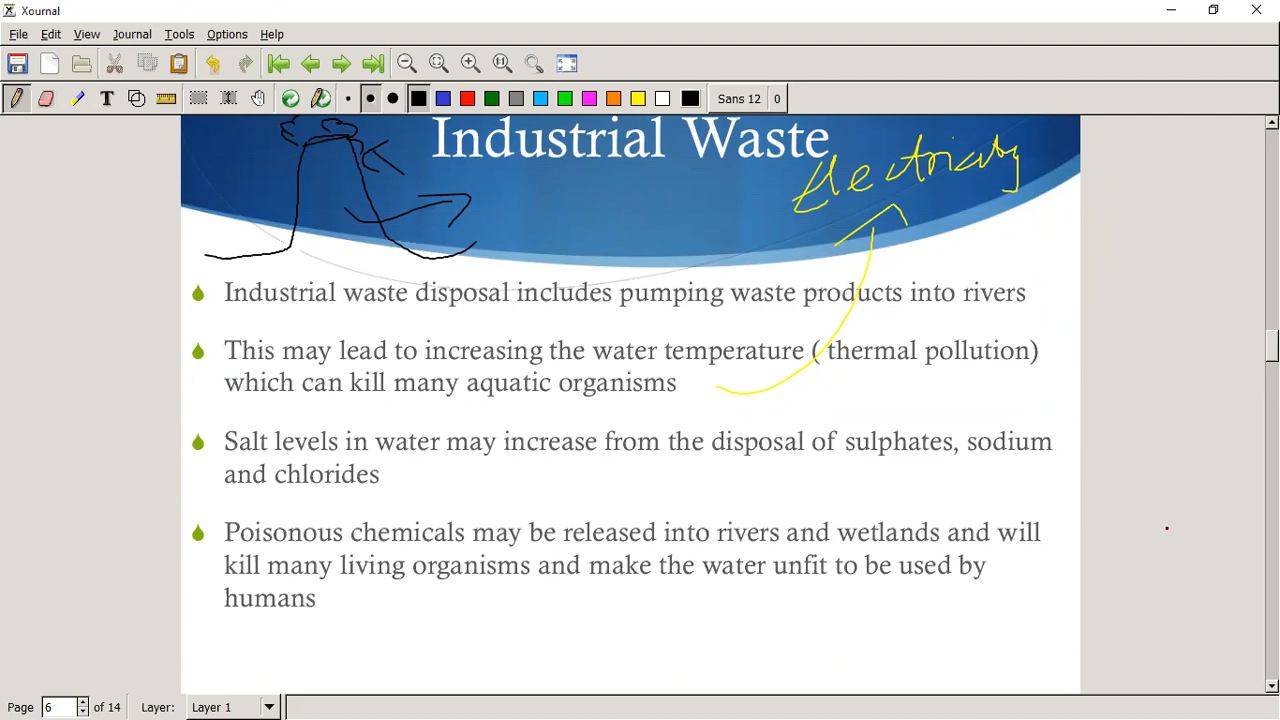 Xournal
File Edit View Journal Tools Options Help
Sans 12 0
Industrial Waste
Electricity
Industrial waste disposal includes pumping waste products into rivers
This may lead to increasing the water temperature ( thermal pollution)
which can kill many aquatic organisms
Salt levels in water may increase from the disposal of sulphates, sodium
and chlorides
Poisonous chemicals may be released into rivers and wetlands and will
kill many living organisms and make the water unfit to be used by
humans
Page 6 of 14 Layer: Layer 1